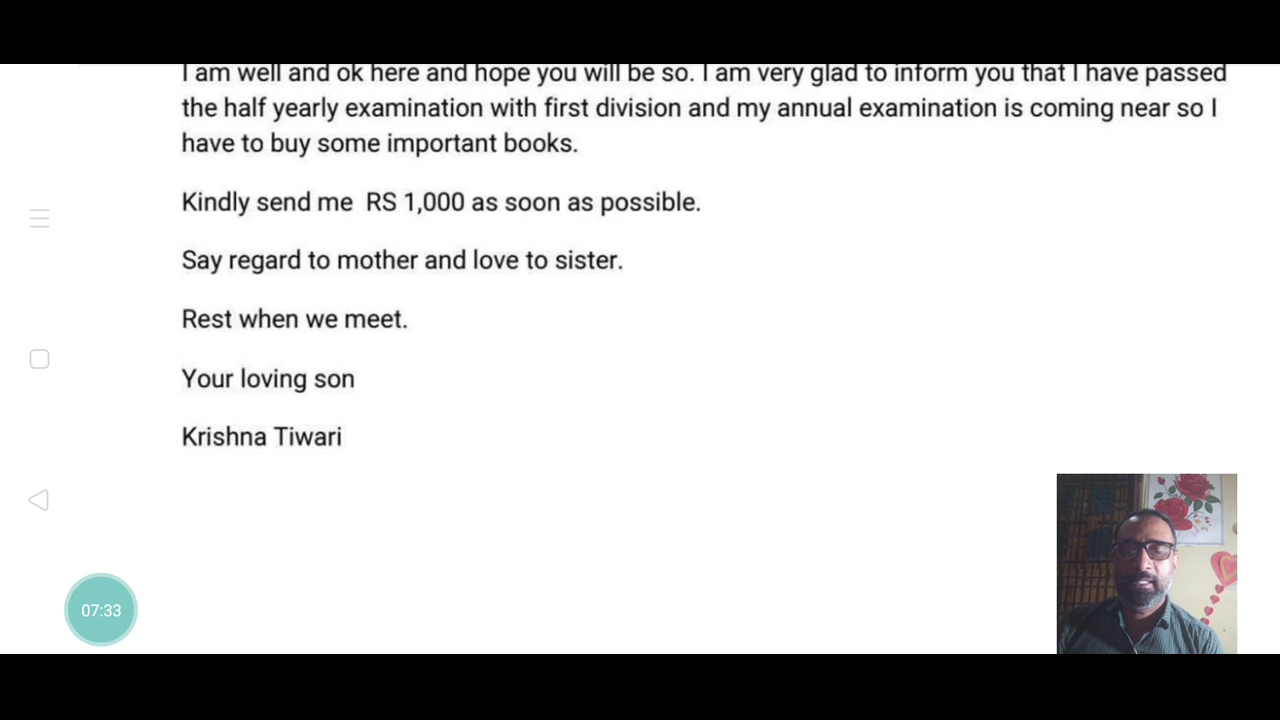 I am well and ok here and hope you will be so. I am very glad to inform you that I have passed
the half yearly examination with first division and my annual examination is coming near so I
have to buy some important books.
Kindly send me  RS 1,000 as soon as possible.
Say regard to mother and love to sister.
Rest when we meet.
Your loving son
Krishna Tiwari
07:33